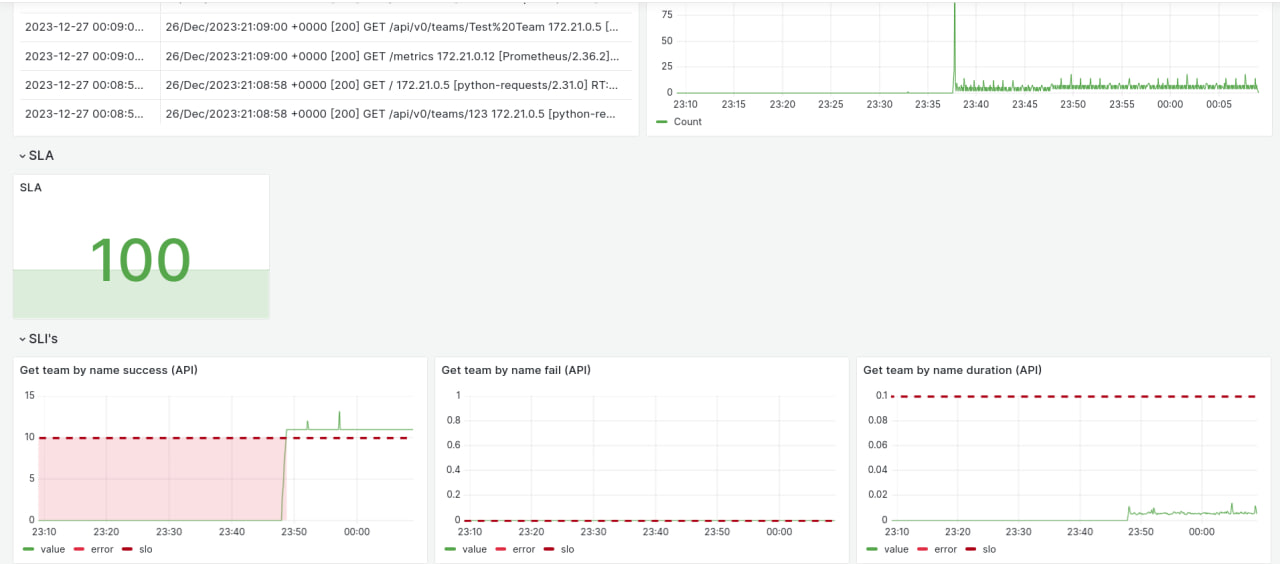 2023-12-27 00:09:0... 26/Dec/2023:21:09:00 +0000 [200] GET /api/v0/teams/Test%20Team 172.21.0.5 [...
2023-12-27 00:09:0... 26/Dec/2023:21:09:00 +0000 [200] GET /metrics 172.21.0.12 [Prometheus/2.36.2]...
2023-12-27 00:08:5... 26/Dec/2023:21:08:58 +0000 [200] GET / 172.21.0.5 [python-requests/2.31.0] RT:...
2023-12-27 00:08:5... 26/Dec/2023:21:08:58 +0000 [200] GET /api/v0/teams/123 172.21.0.5 [python-re...
75
50
25
0
23:10 23:15 23:20 23:25 23:30 23:35 23:40 23:45 23:50 23:55 00:00 00:05
Count
SLA
SLA
100
SLI's
Get team by name success (API)
15
10
5
0
23:10 23:20 23:30 23:40 23:50 00:00
value error slo
Get team by name fail (API)
1
0.8
0.6
0.4
0.2
0
23:10 23:20 23:30 23:40 23:50 00:00
value error slo
Get team by name duration (API)
0.1
0.08
0.06
0.04
0.02
0
23:10 23:20 23:30 23:40 23:50 00:00
value error slo